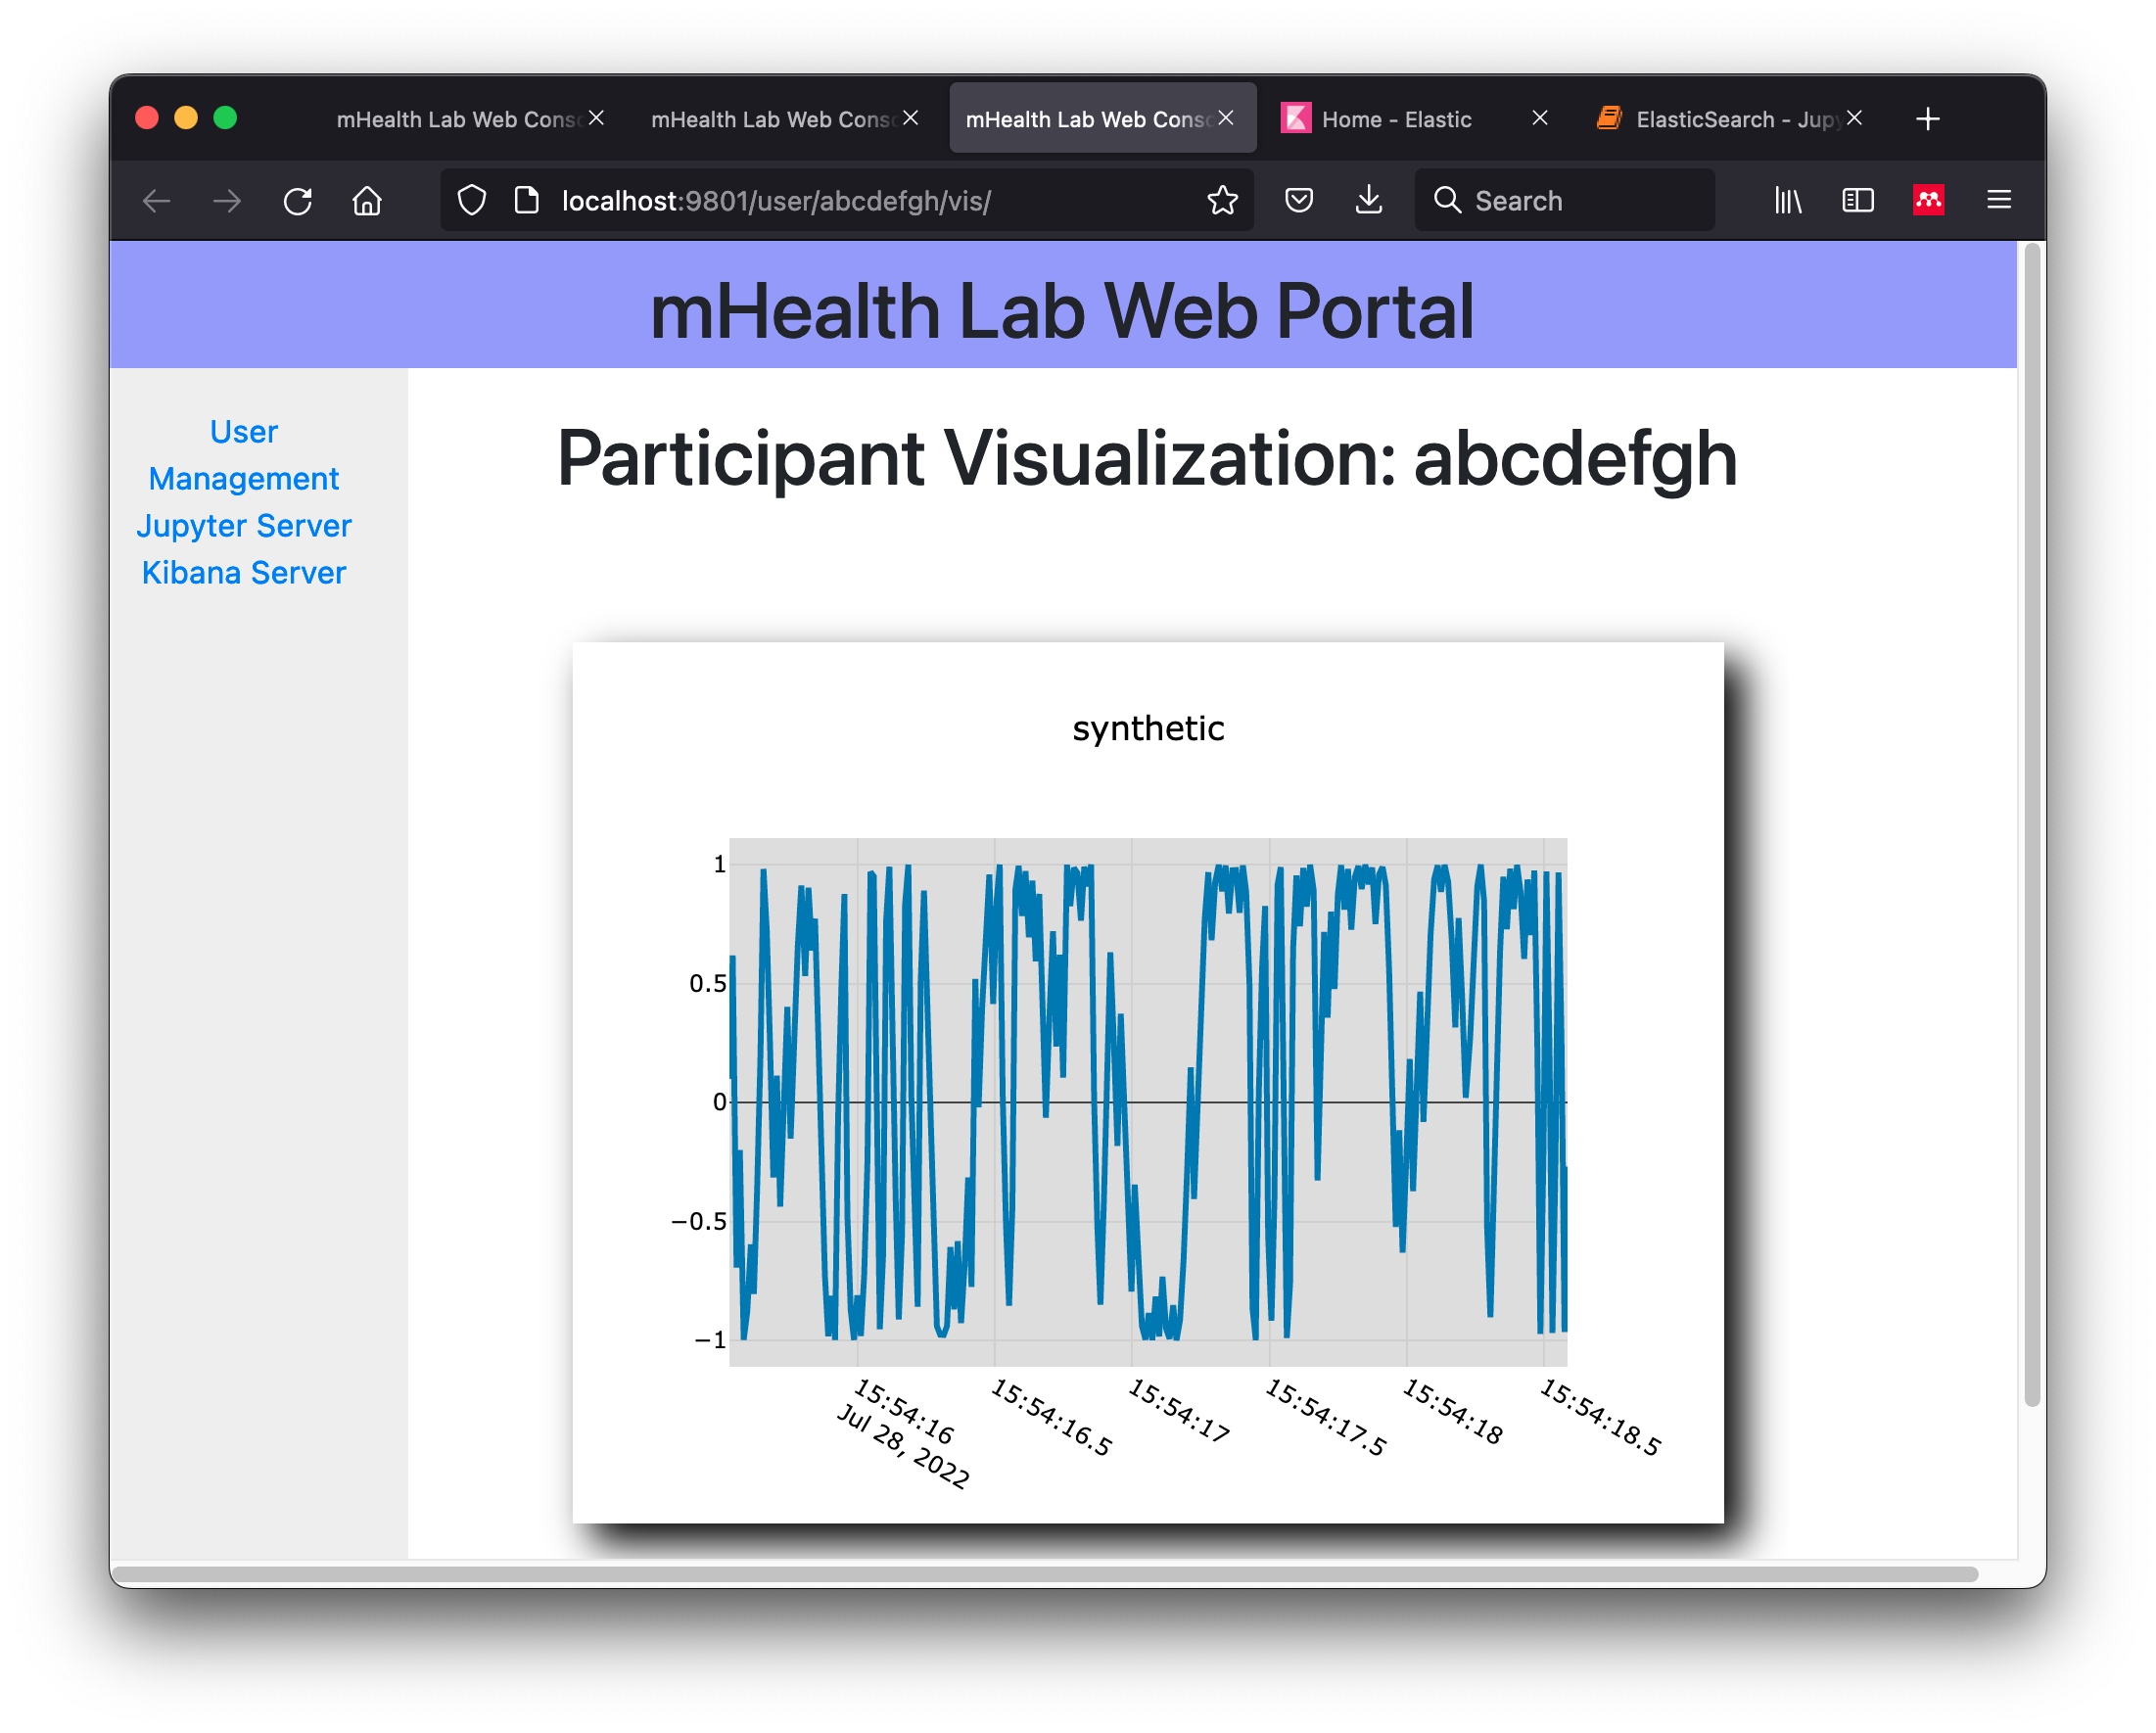 mHealth Lab Web Cons
mHealth Lab Web Cons
mHealth Lab Web Cons
Home - Elastic
ElasticSearch - Jupy
localhost:9801/user/abcdefgh/vis/
Search
mHealth Lab Web Portal
User
Management
Jupyter Server
Kibana Server
Participant Visualization: abcdefgh
synthetic
1
0.5
0
−0.5
−1
15:54:16
Jul 28, 2022
15:54:16.5
15:54:17
15:54:17.5
15:54:18
15:54:18.5